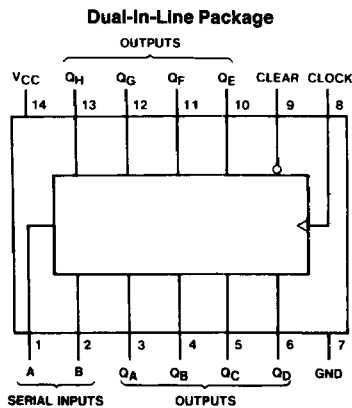 Dual-In-Line Package
OUTPUTS
VCC QH QG QF QE CLEAR CLOCK
14 13 12 11 10 9 8
1 2 3 4 5 6 7
A B QA QB QC QD GND
SERIAL INPUTS OUTPUTS